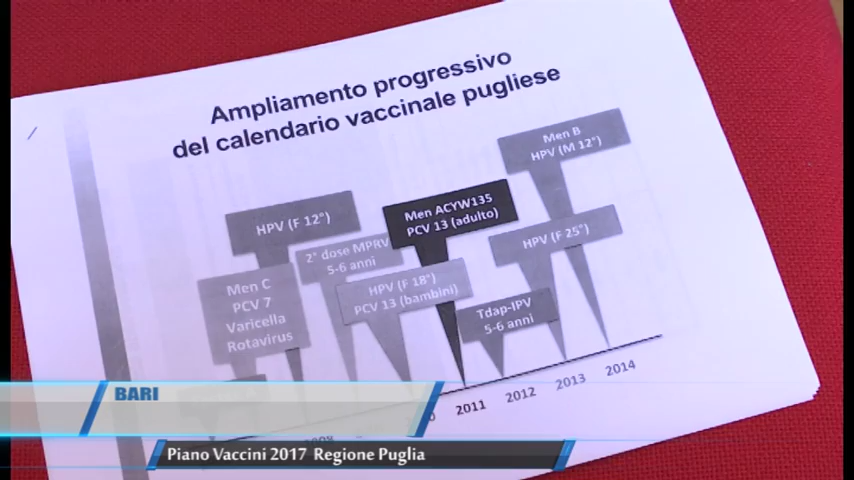 Ampliamento progressivo
del calendario vaccinale pugliese
Men B
HPV (M 12°)
HPV (F 12°)
Men ACYW135
PCV 13 (adulto)
2° dose MPRV
5-6 anni
HPV (F 25°)
Men C
PCV 7
Varicella
Rotavirus
HPV (F 18°)
PCV 13 (bambini)
Tdap-IPV
5-6 anni
2011
2012
2013
2014
BARI
Piano Vaccini 2017 Regione Puglia